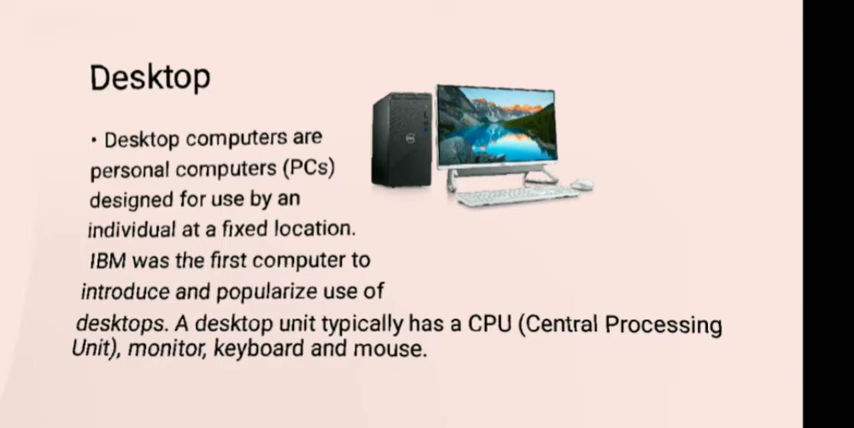 Desktop
• Desktop computers are
personal computers (PCs)
designed for use by an
individual at a fixed location.
IBM was the first computer to
introduce and popularize use of
desktops. A desktop unit typically has a CPU (Central Processing
Unit), monitor, keyboard and mouse.